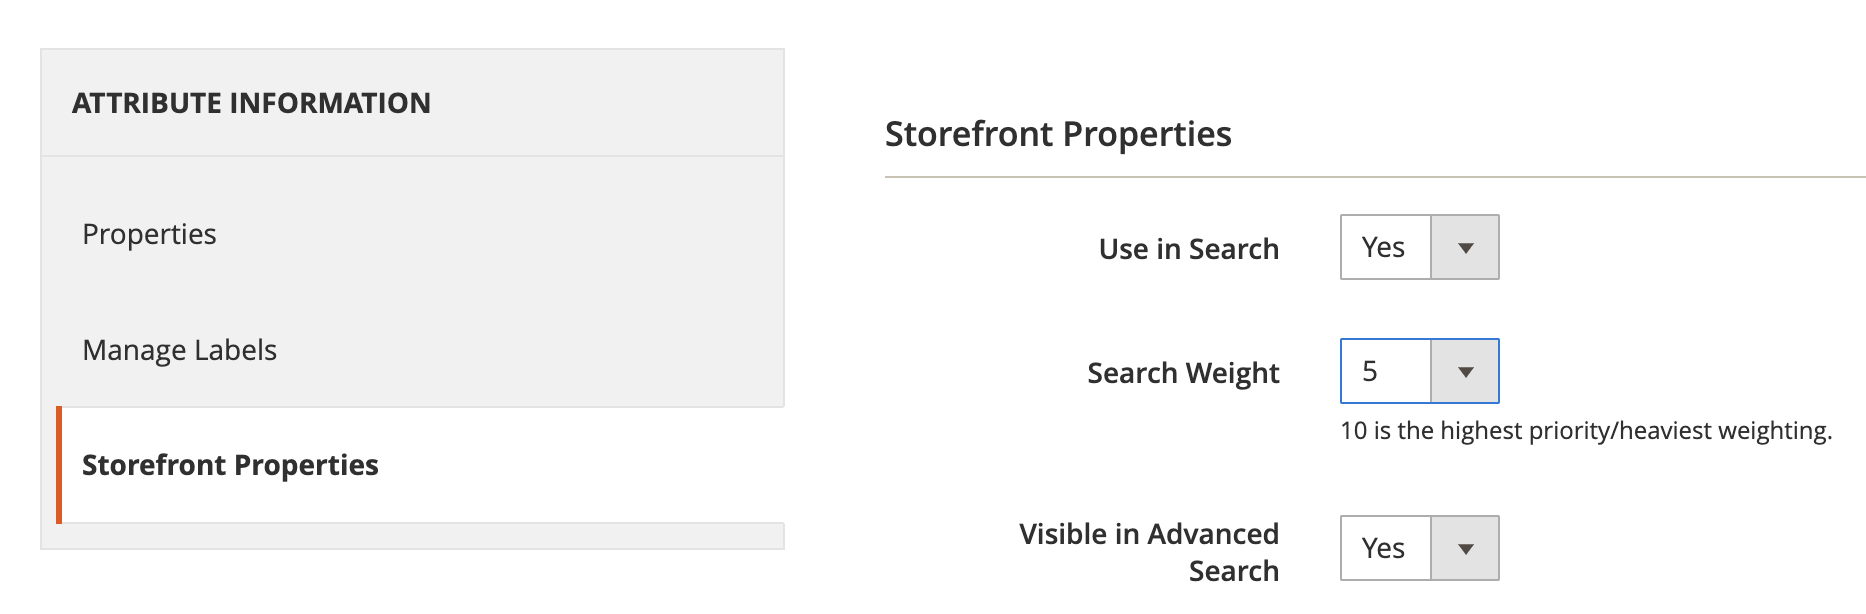 ATTRIBUTE INFORMATION
Properties
Manage Labels
Storefront Properties
Storefront Properties
Use in Search
Yes
Search Weight
5
10 is the highest priority/heaviest weighting.
Visible in Advanced
Search
Yes